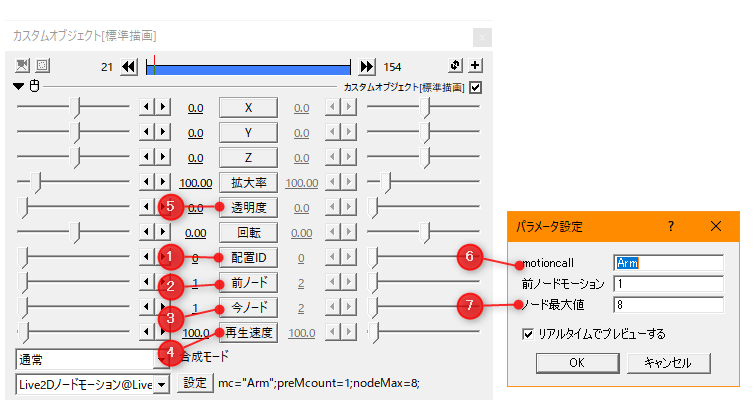 カスタムオブジェクト[標準描画]
x
21
154
カスタムオブジェクト[標準描画]
0.0 X 0.0
0.0 Y 0.0
0.0 Z 0.0
100.00 拡大率 100.00
5 0.0 透明度 0.0
0.00 回転 0.00
1 0 配置ID 0
2 1 前ノード 2
3 1 今ノード 2
4 100.0 再生速度 100.0
通常 合成モード
Live2Dノードモーション@Live 設定 mc="Arm";preMcount=1;nodeMax=8;
パラメータ設定 ? ×
6 motioncall Arm
前ノードモーション 1
7 ノード最大値 8
リアルタイムでプレビューする
OK キャンセル